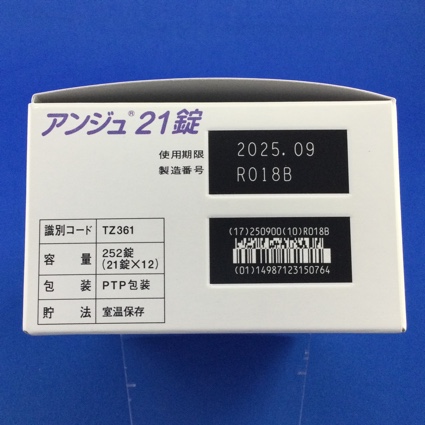 アンジュ®21錠
使用期限 2025.09
製造番号 R018B
(17)250900(10)R018B
(01)14987123150764
識別コード TZ361
容量 252錠
(21錠×12)
包装 PTP包装
貯法 室温保存